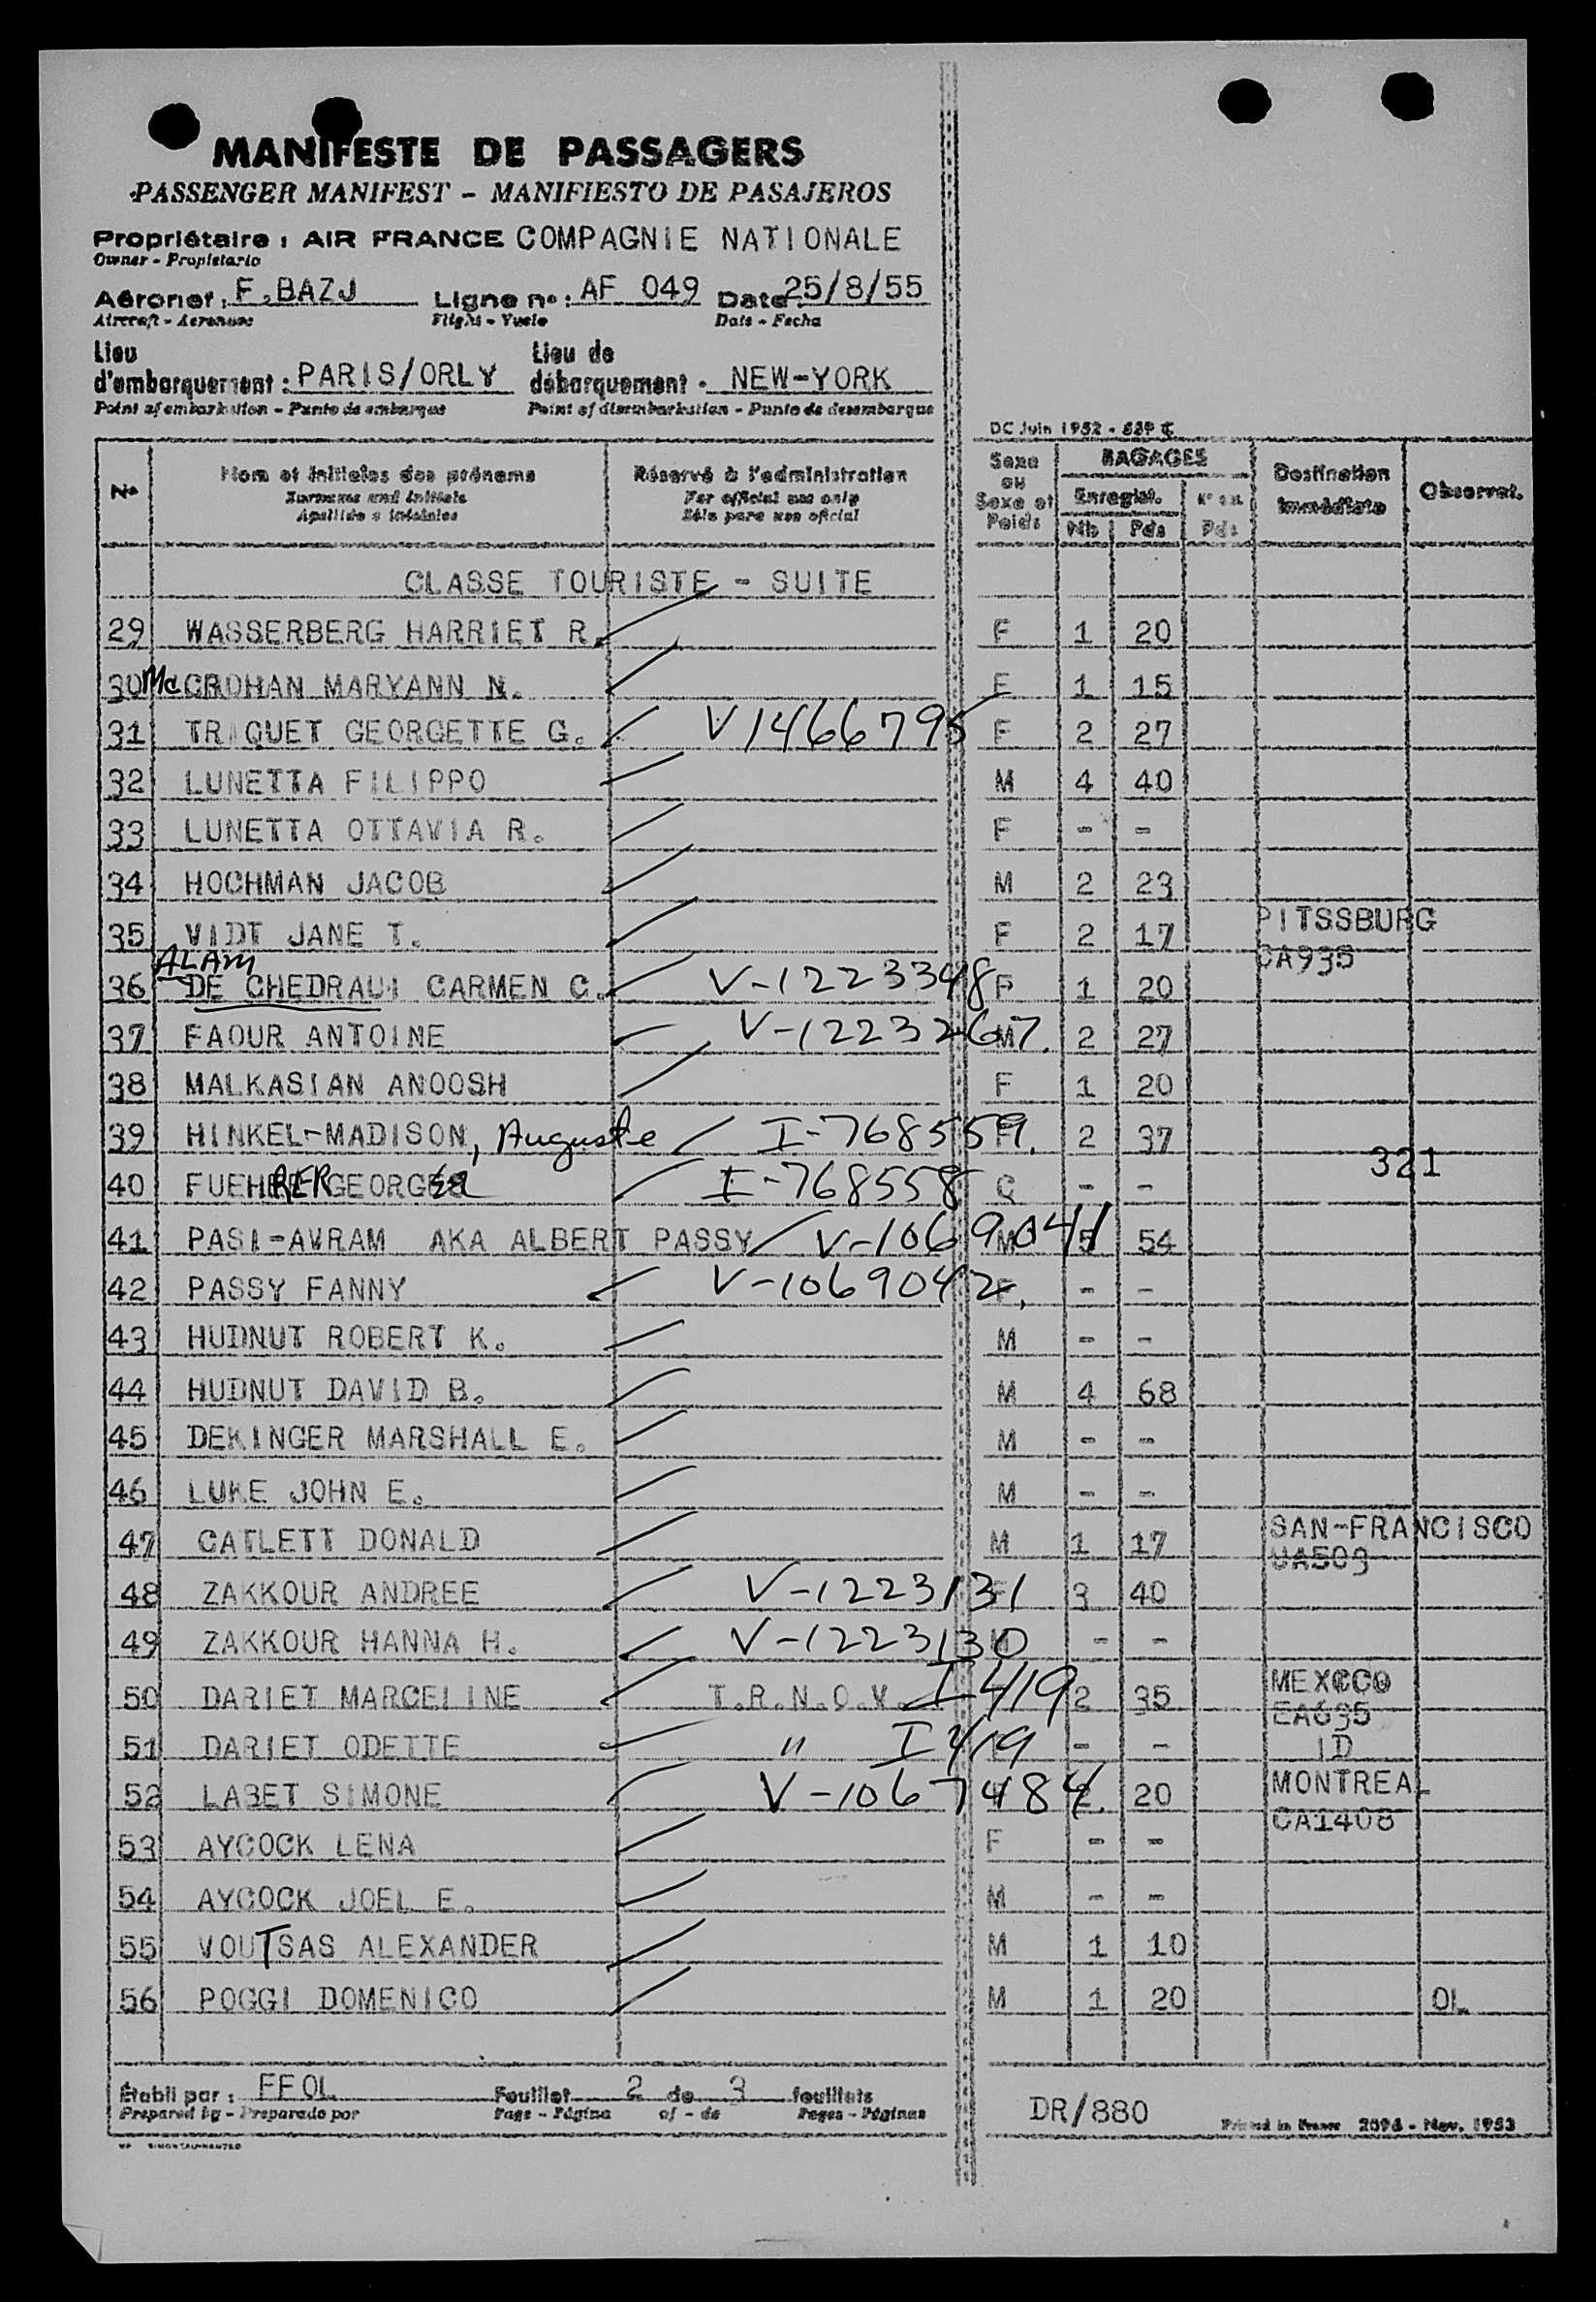 MANIFESTE DE PASSAGERS
PASSENGER MANIFEST - MANIFIESTO DE PASAJEROS
Propriétaire : AIR FRANCE COMPAGNIE NATIONALE
Owner - Propietario
Aéronef : F.BAZJ Ligne nº : AF 049 Date 25/8/55
Aircraft - Aeronave Flight - Vuelo Date - Fecha
Lieu d'embarquement : PARIS/ORLY Lieu de débarquement . NEW-YORK
Point of embarkation - Punto de embarque Point of disembarkation - Punto de desembarque
DC Juin 1952 - 539 C
Nº Nom et initiales des prénoms Réservé à l'administration Sexe ou Sexe et Poids BAGAGES Destination immédiate Observat.
Surname and initials For official use only Enregist.
Apellido e iniciales Sólo para uso oficial Nb Pds Pds
CLASSE TOURISTE - SUITE
29 WASSERBERG HARRIET R. F 1 20
30 Mc CROHAN MARYANN N. F 1 15
31 TRIQUET GEORGETTE G. V 1466795 F 2 27
32 LUNETTA FILIPPO M 4 40
33 LUNETTA OTTAVIA R. F - -
34 HOCHMAN JACOB M 2 23
35 VIDT JANE T. F 2 17 PITSSBURG
CA935
ALAM
36 DE CHEDRAUI CARMEN C. V-1223348 F 1 20
37 FAOUR ANTOINE V-1223267. M 2 27
38 MALKASIAN ANOOSH F 1 20
39 HINKEL-MADISON, Auguste I-768559. F 2 37
321
40 FUEHRER GEORGES I-768558 C - -
41 PASI-AVRAM AKA ALBERT PASSY V-1069041 M 5 54
42 PASSY FANNY V-1069042. F - -
43 HUDNUT ROBERT K. M - -
44 HUDNUT DAVID B. M 4 68
45 DEKINGER MARSHALL E. M - -
46 LUKE JOHN E. M - -
47 CATLETT DONALD M 1 17 SAN-FRANCISCO
UA509
48 ZAKKOUR ANDREE V-1223131 F 3 40
49 ZAKKOUR HANNA H. V-1223130 M - -
50 DARIET MARCELINE T.R.N.O.V. I 419 2 35 MEXCCO
EA635
51 DARIET ODETTE " I 419 - - ID
52 LABET SIMONE V-1067484. 2 20 MONTREAL
CA1408
53 AYCOCK LENA F - -
54 AYCOCK JOEL E. M - -
55 VOUTSAS ALEXANDER M 1 10
56 POGGI DOMENICO M 1 20 OL
Établi par : FFOL Feuillet 2 de 3 feuillets
Prepared by - Preparado por Page - Página of - de Pages - Páginas
DR/880
Printed in France 2096 - Nov. 1953